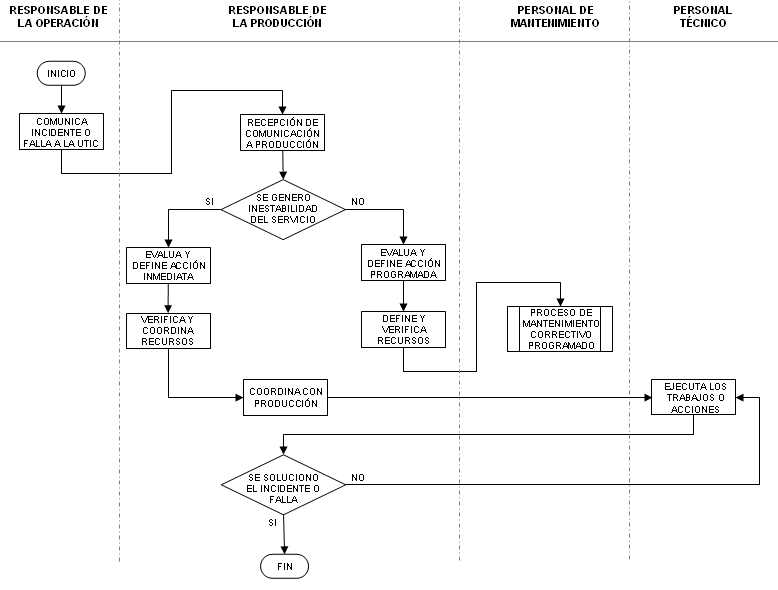 RESPONSABLE DE
LA OPERACIÓN
RESPONSABLE DE
LA PRODUCCIÓN
PERSONAL DE
MANTENIMIENTO
PERSONAL
TÉCNICO
INICIO
COMUNICA
INCIDENTE O
FALLA A LA UTIC
RECEPCIÓN DE
COMUNICACIÓN
A PRODUCCIÓN
SE GENERO
INESTABILIDAD
DEL SERVICIO
SI
NO
EVALUA Y
DEFINE ACCIÓN
INMEDIATA
EVALUA Y
DEFINE ACCIÓN
PROGRAMADA
VERIFICA Y
COORDINA
RECURSOS
DEFINE Y
VERIFICA
RECURSOS
PROCESO DE
MANTENIMIENTO
CORRECTIVO
PROGRAMADO
COORDINA CON
PRODUCCIÓN
EJECUTA LOS
TRABAJOS O
ACCIONES
SE SOLUCIONO
EL INCIDENTE O
FALLA
NO
SI
FIN